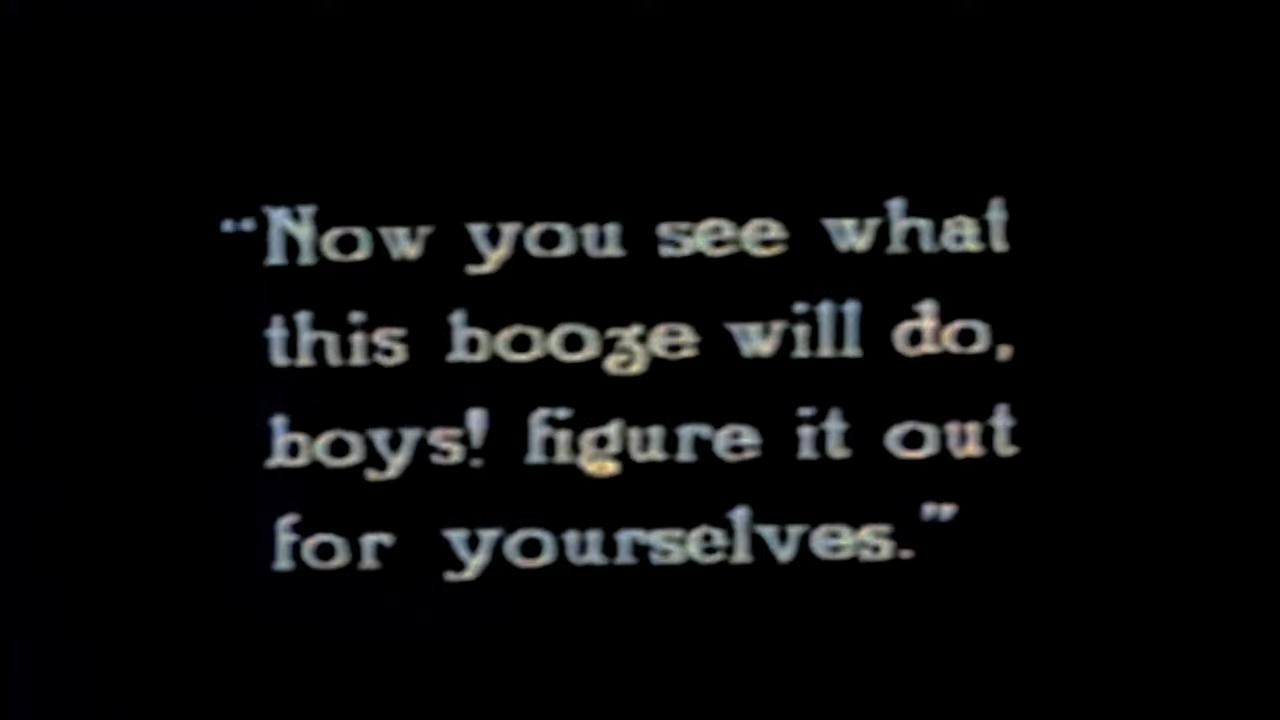 “Now you see what
this booze will do,
boys! figure it out
for yourselves.”